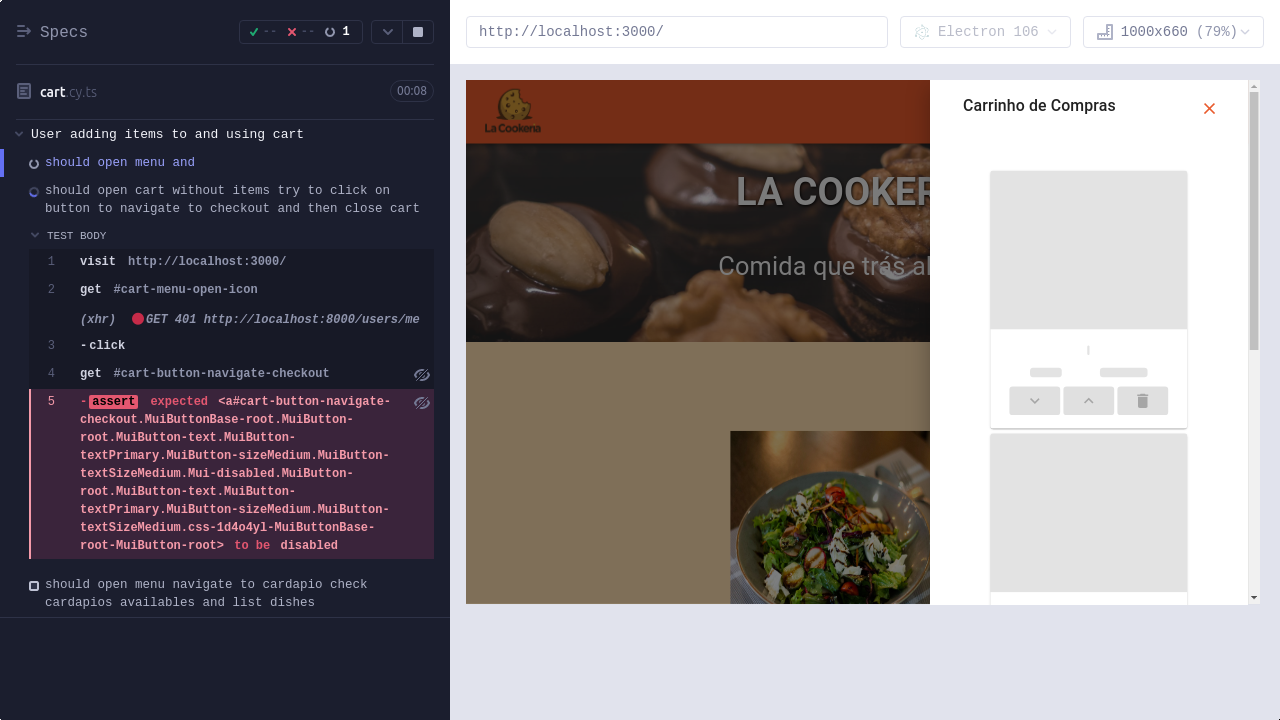 Specs
--
--
1
cart.cy.ts
00:08
User adding items to and using cart
should open menu and
should open cart without items try to click on
button to navigate to checkout and then close cart
TEST BODY
1 visit http://localhost:3000/
2 get #cart-menu-open-icon
(xhr) GET 401 http://localhost:8000/users/me
3 -click
4 get #cart-button-navigate-checkout
5 -assert expected <a#cart-button-navigate-
checkout.MuiButtonBase-root.MuiButton-
root.MuiButton-text.MuiButton-
textPrimary.MuiButton-sizeMedium.MuiButton-
textSizeMedium.Mui-disabled.MuiButton-
root.MuiButton-text.MuiButton-
textPrimary.MuiButton-sizeMedium.MuiButton-
textSizeMedium.css-1d4o4yl-MuiButtonBase-
root-MuiButton-root> to be disabled
should open menu navigate to cardapio check
cardapios availables and list dishes
http://localhost:3000/
Electron 106
1000x660 (79%)
La Cookena
LA COOKER
Comida que trás al
Carrinho de Compras